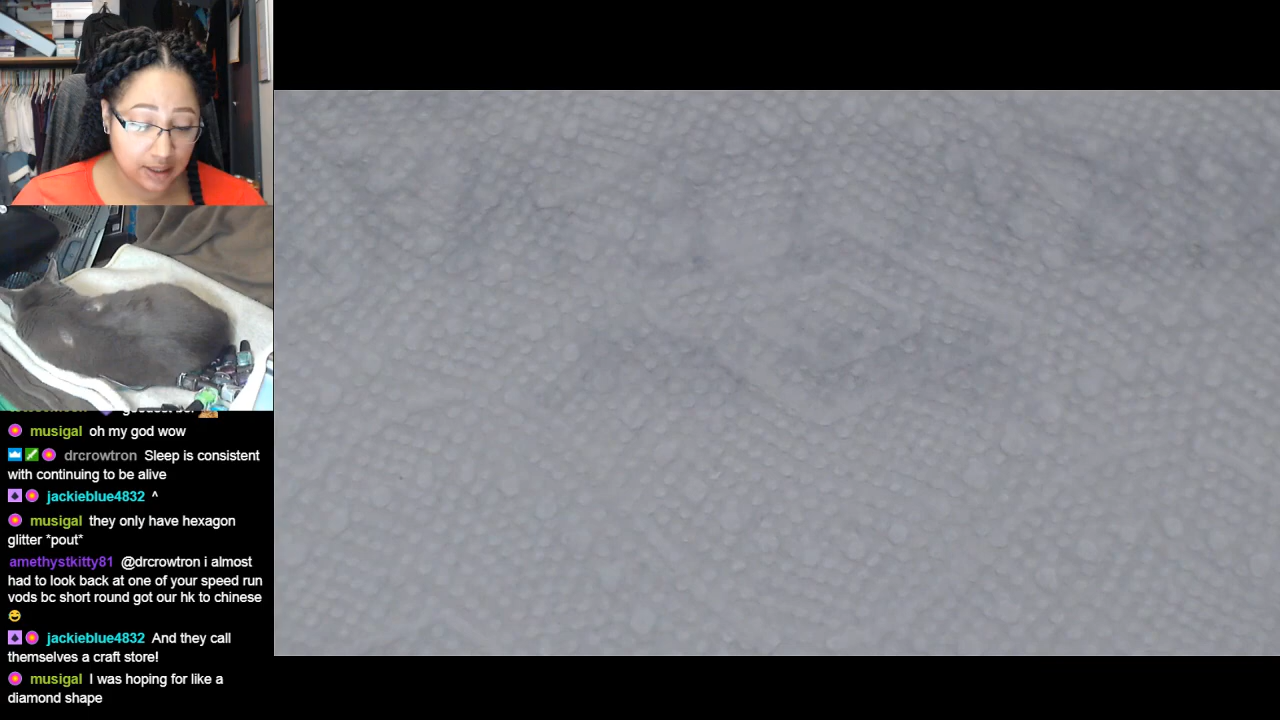 musigal oh my god wow
drcrowtron Sleep is consistent
with continuing to be alive
jackieblue4832 ^
musigal they only have hexagon
glitter *pout*
amethystkitty81 @drcrowtron i almost
had to look back at one of your speed run
vods bc short round got our hk to chinese
😄
jackieblue4832 And they call
themselves a craft store!
musigal I was hoping for like a
diamond shape